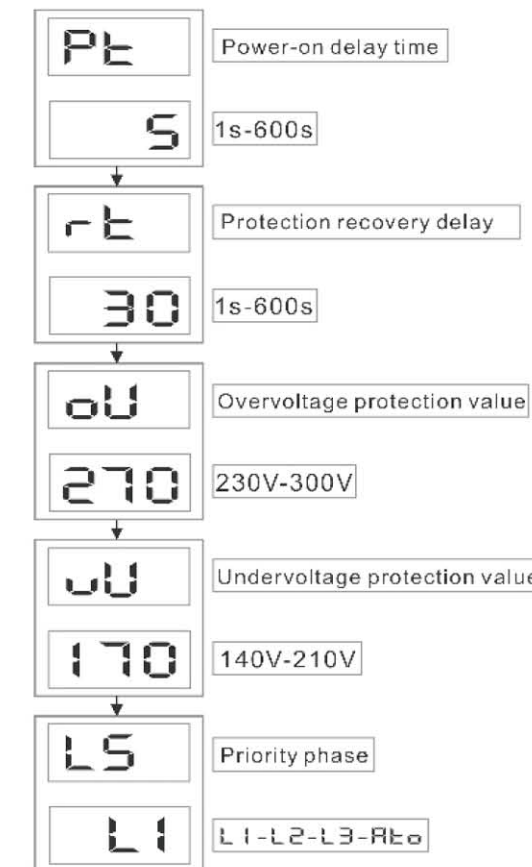 Pt
Power-on delay time
5
1s-600s
rt
Protection recovery delay
30
1s-600s
oU
Overvoltage protection value
270
230V-300V
uU
Undervoltage protection value
170
140V-210V
LS
Priority phase
L1
L1-L2-L3-Ato